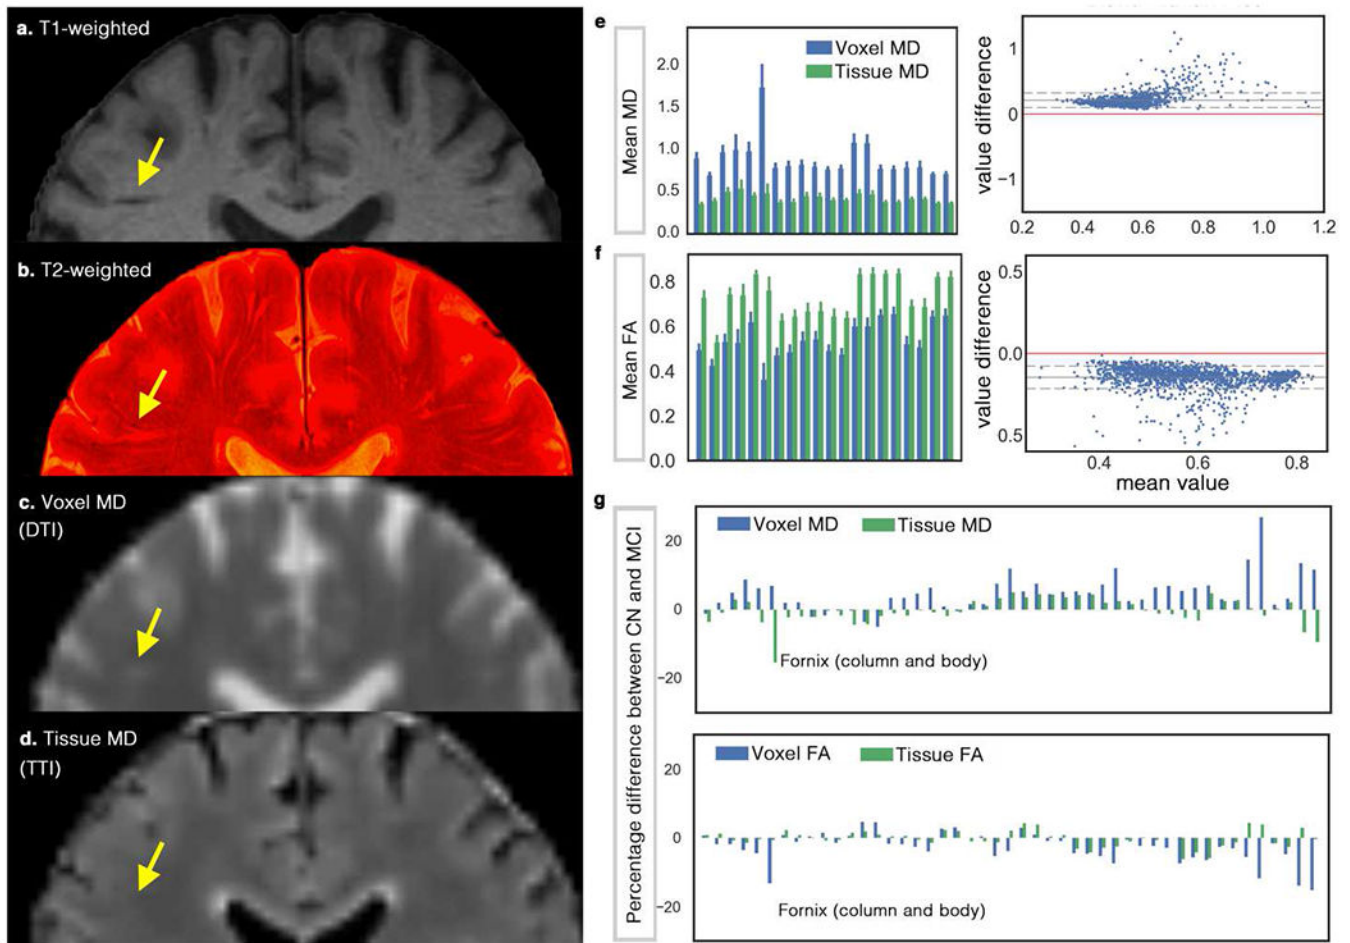 a. T1-weighted
b. T2-weighted
c. Voxel MD
(DTI)
d. Tissue MD
(TTI)
e
Mean MD
2.0
1.5
1.0
0.5
0.0
Voxel MD
Tissue MD
value difference
1
0
−1
0.2 0.4 0.6 0.8 1.0 1.2
f
Mean FA
0.8
0.6
0.4
0.2
0.0
value difference
0.5
0.0
0.5
0.4 0.6 0.8
mean value
g
Percentage difference between CN and MCI
20
0
−20
Voxel MD Tissue MD
Fornix (column and body)
20
0
−20
Voxel FA Tissue FA
Fornix (column and body)